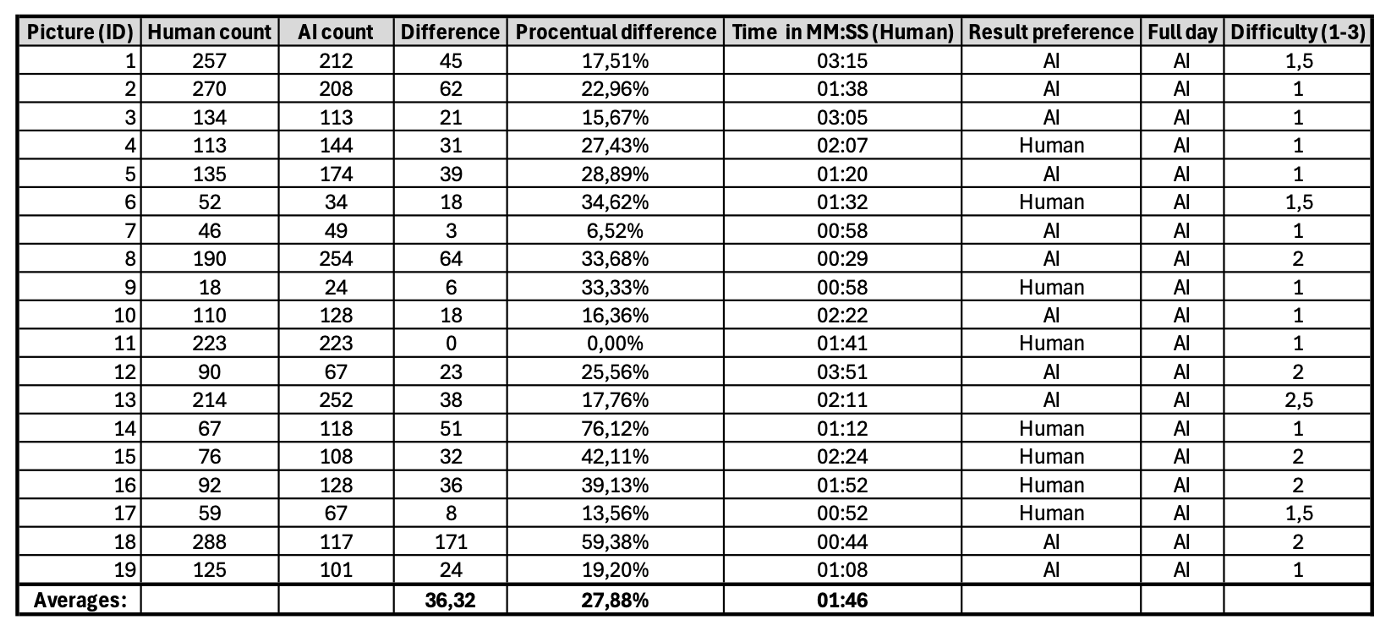 Picture (ID) Human count AI count Difference Procentual difference Time in MM:SS (Human) Result preference Full day Difficulty (1-3)
1 257 212 45 17,51% 03:15 AI AI 1,5
2 270 208 62 22,96% 01:38 AI AI 1
3 134 113 21 15,67% 03:05 AI AI 1
4 113 144 31 27,43% 02:07 Human AI 1
5 135 174 39 28,89% 01:20 AI AI 1
6 52 34 18 34,62% 01:32 Human AI 1,5
7 46 49 3 6,52% 00:58 AI AI 1
8 190 254 64 33,68% 00:29 AI AI 2
9 18 24 6 33,33% 00:58 Human AI 1
10 110 128 18 16,36% 02:22 AI AI 1
11 223 223 0 0,00% 01:41 Human AI 1
12 90 67 23 25,56% 03:51 AI AI 2
13 214 252 38 17,76% 02:11 AI AI 2,5
14 67 118 51 76,12% 01:12 Human AI 1
15 76 108 32 42,11% 02:24 Human AI 2
16 92 128 36 39,13% 01:52 Human AI 2
17 59 67 8 13,56% 00:52 Human AI 1,5
18 288 117 171 59,38% 00:44 AI AI 2
19 125 101 24 19,20% 01:08 AI AI 1
Averages: 36,32 27,88% 01:46